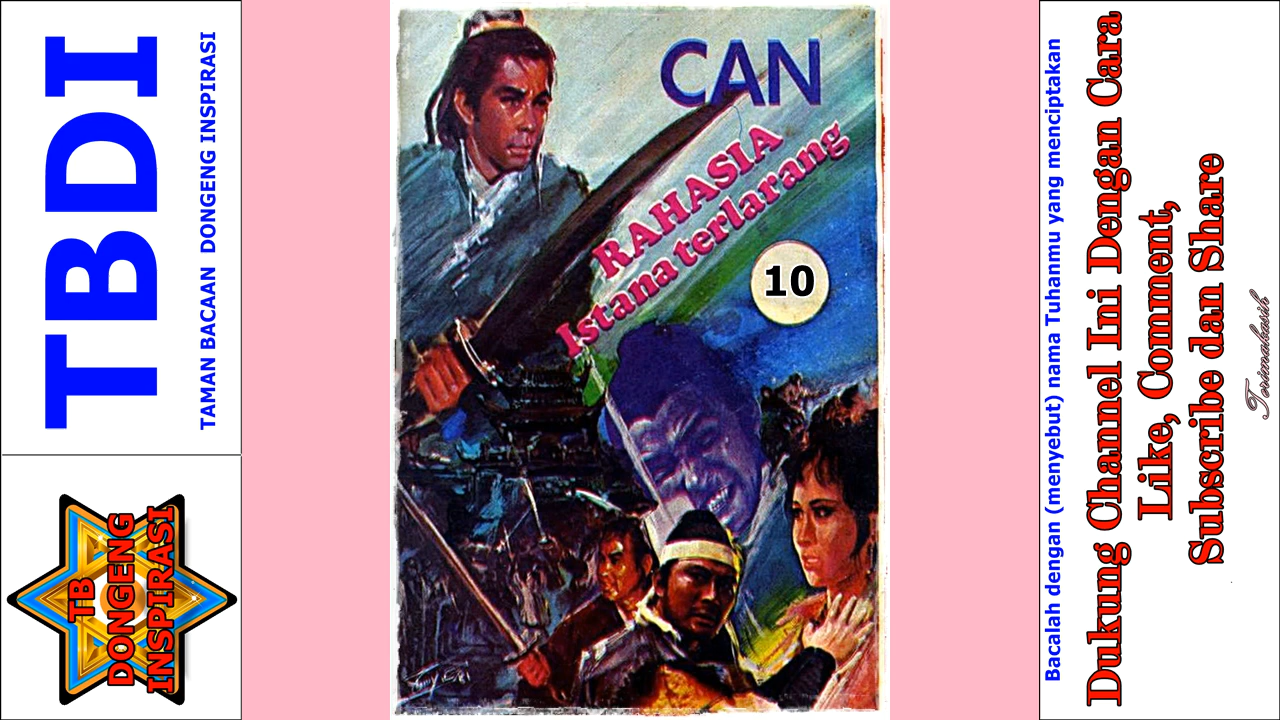 TBDI
TAMAN BACAAN DONGENG INSPIRASI
TB
DONGENG
INSPIRASI
CAN
RAHASIA
Istana terlarang
10
Bacalah dengan (menyebut) nama Tuhanmu yang menciptakan
Dukung Channel Ini Dengan Cara
Like, Comment,
Subscribe dan Share
Terimakasih